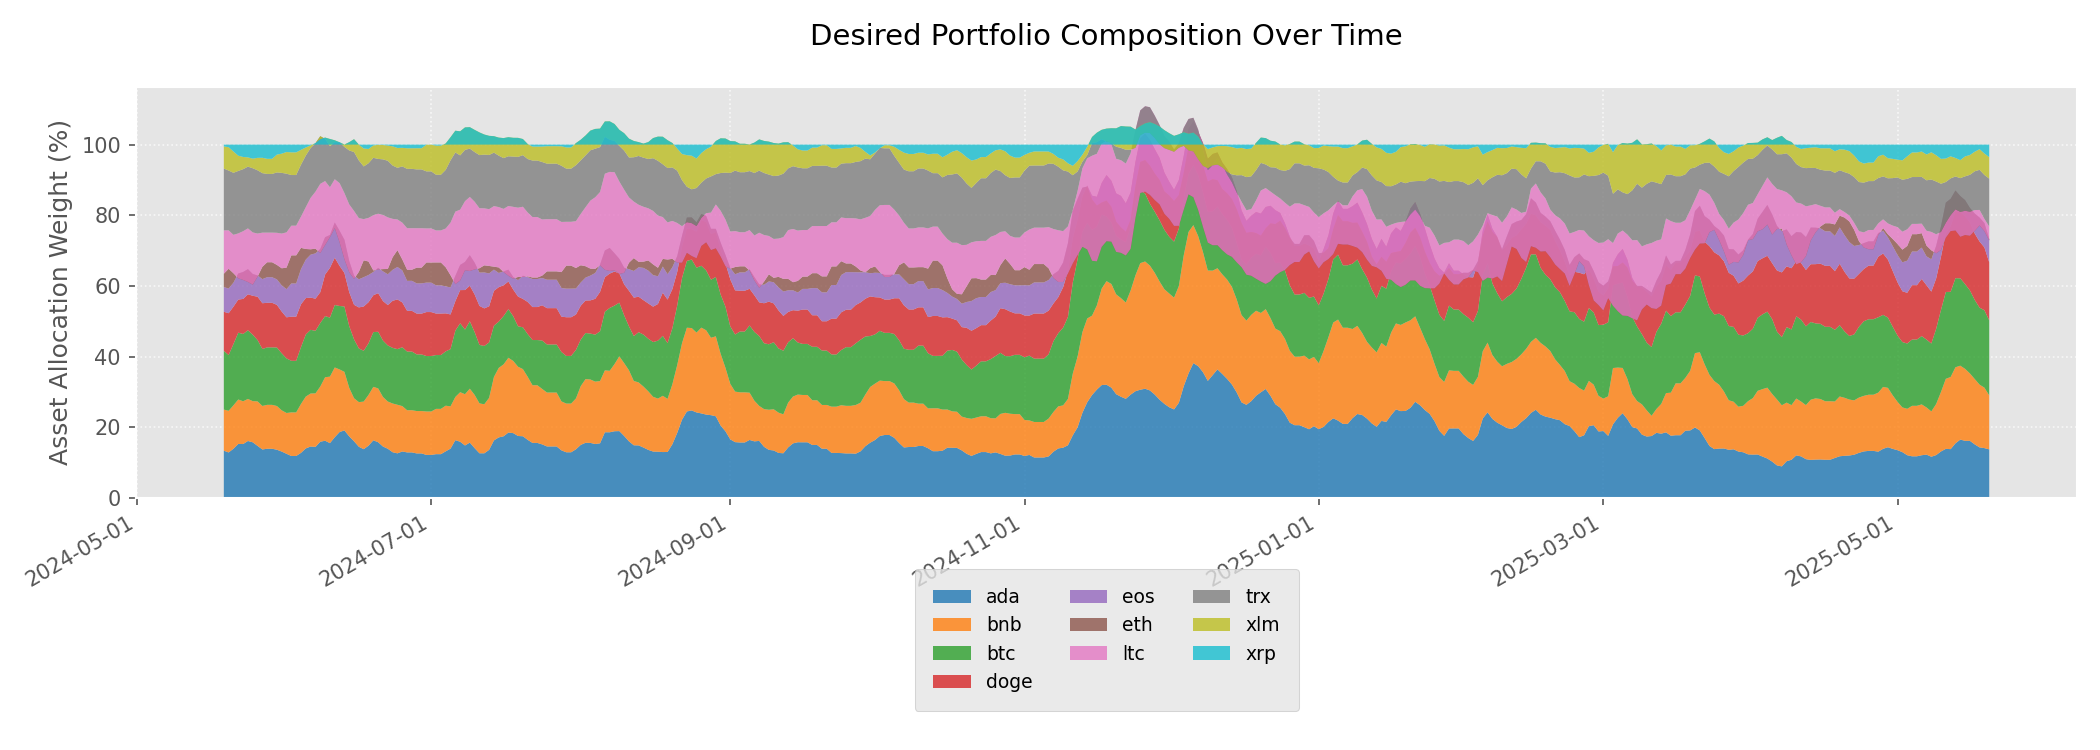 Desired Portfolio Composition Over Time
Asset Allocation Weight (%)
100
80
60
40
20
0
2024-05-01
2024-07-01
2024-09-01
2024-11-01
2025-01-01
2025-03-01
2025-05-01
ada
bnb
btc
doge
eos
eth
ltc
trx
xlm
xrp